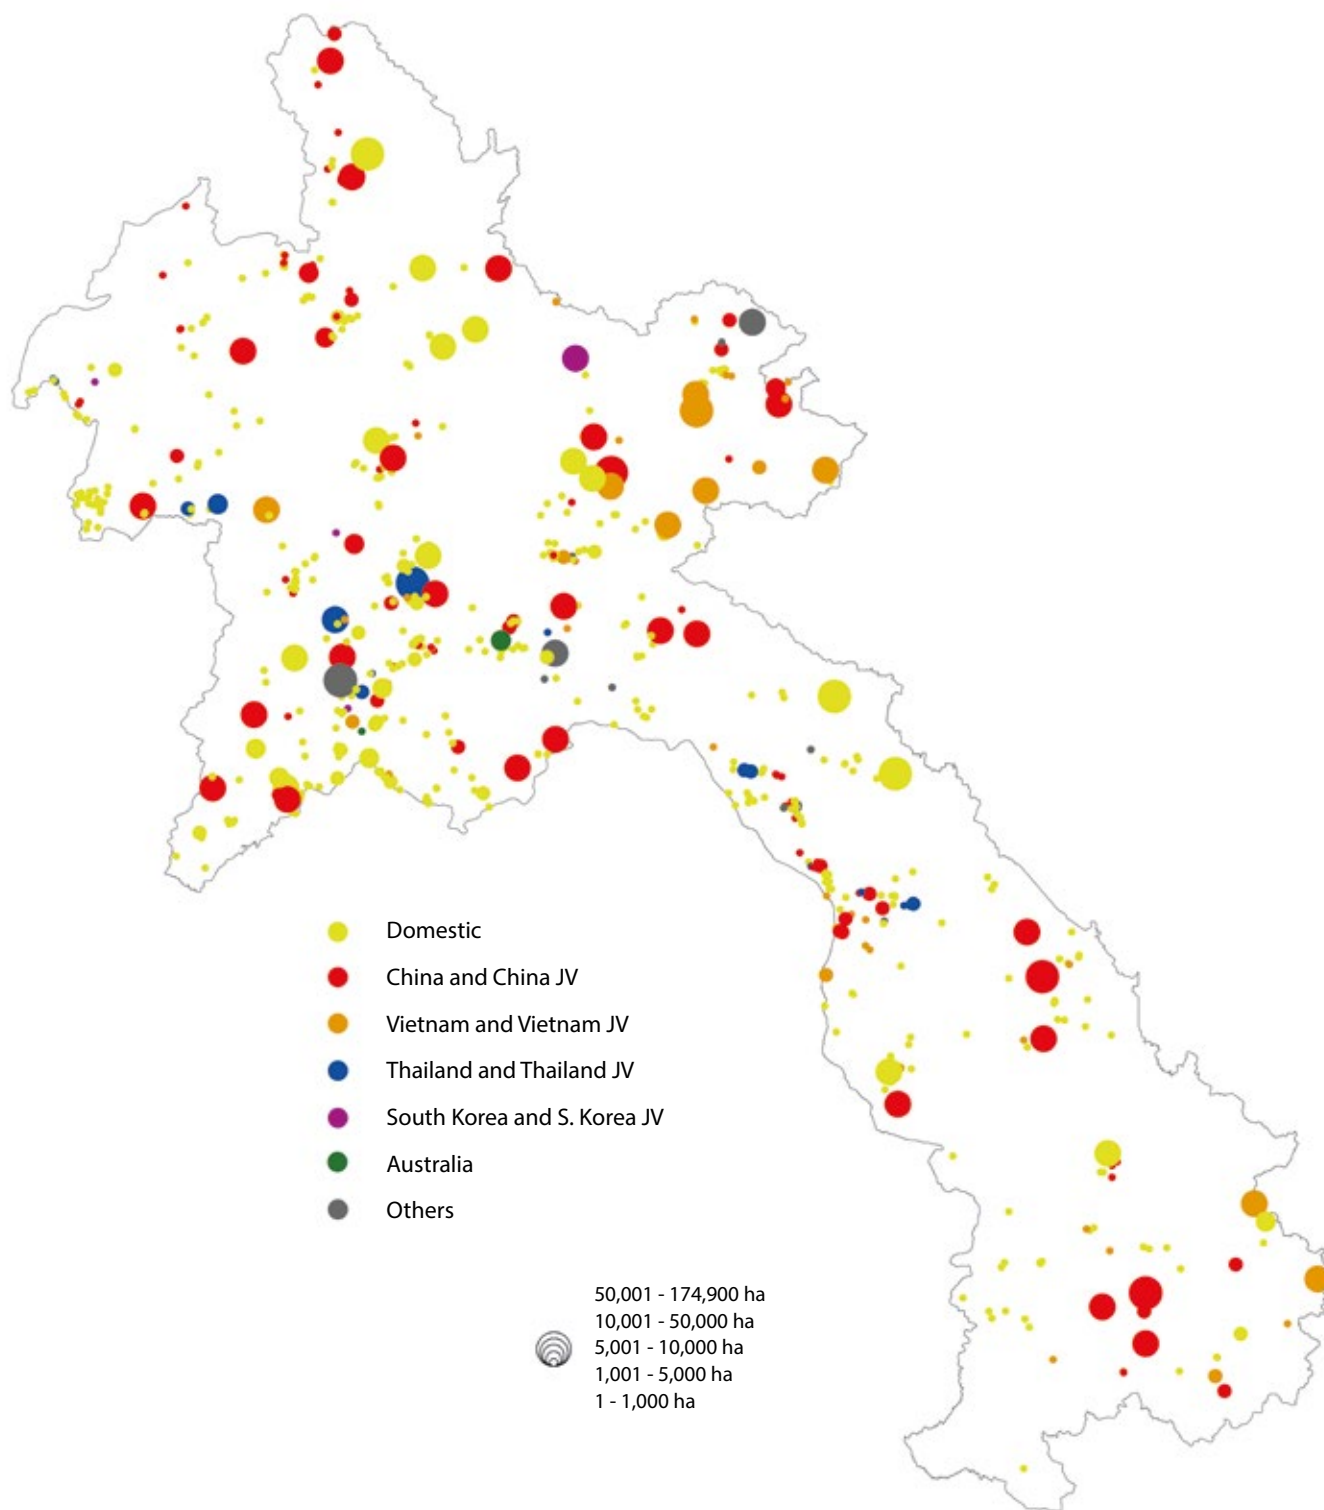 Domestic
China and China JV
Vietnam and Vietnam JV
Thailand and Thailand JV
South Korea and S. Korea JV
Australia
Others
50,001 - 174,900 ha
10,001 - 50,000 ha
5,001 - 10,000 ha
1,001 - 5,000 ha
1 - 1,000 ha